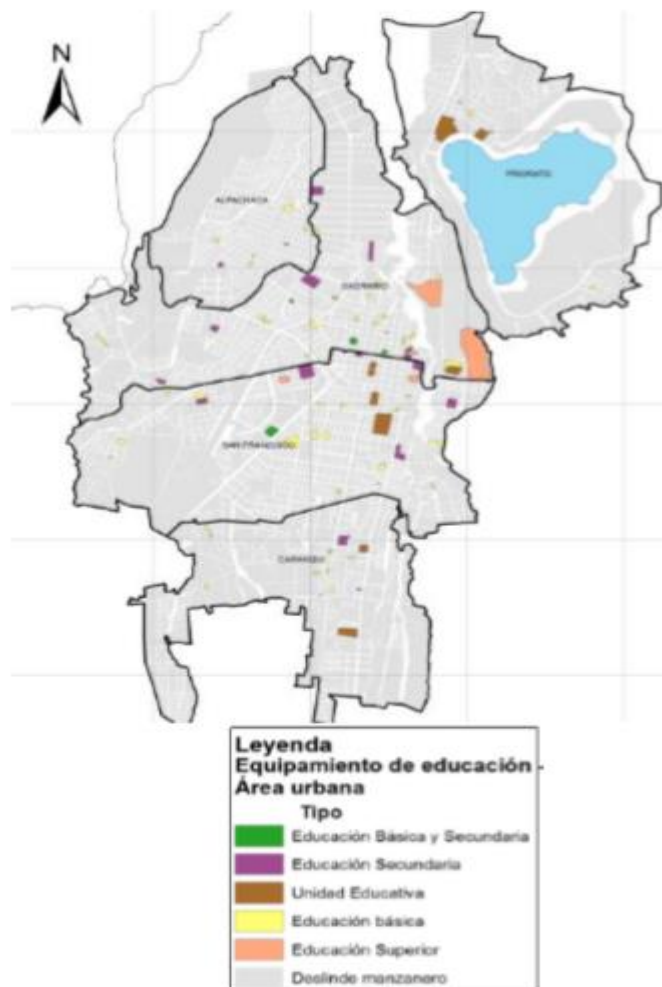 N
PRIORATO
ALPACHACA
SAGRARIO
SAN FRANCISCO
CARANQUI
Leyenda
Equipamiento de educación -
Área urbana
Tipo
Educación Básica y Secundaria
Educación Secundaria
Unidad Educativa
Educación básica
Educación Superior
Deslinde manzanero